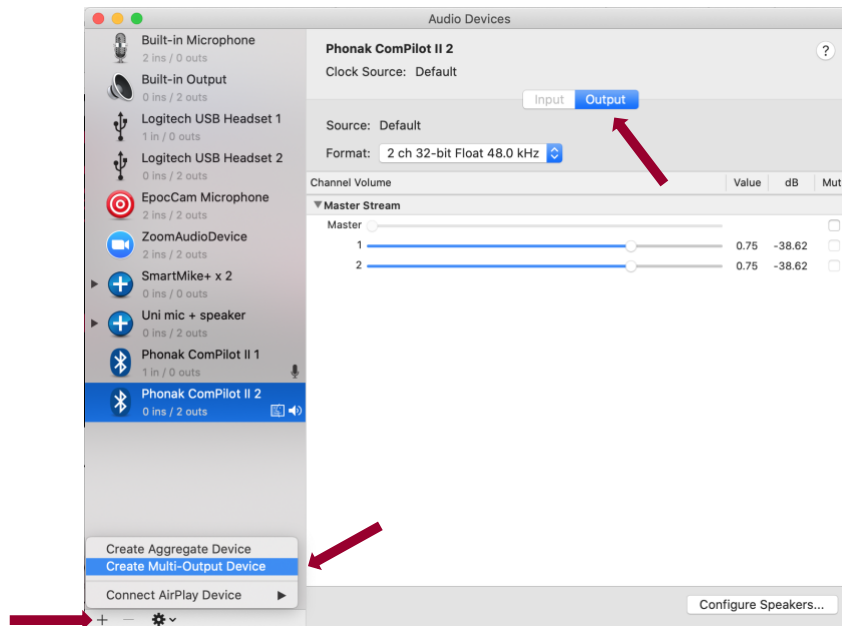 Audio Devices
Built-in Microphone
2 ins / 0 outs
Built-in Output
0 ins / 2 outs
Logitech USB Headset 1
1 in / 0 outs
Logitech USB Headset 2
0 ins / 2 outs
EpocCam Microphone
2 ins / 2 outs
ZoomAudioDevice
2 ins / 2 outs
SmartMike+ x 2
0 ins / 0 outs
Uni mic + speaker
0 ins / 2 outs
Phonak ComPilot II 1
1 in / 0 outs
Phonak ComPilot II 2
0 ins / 2 outs
Create Aggregate Device
Create Multi-Output Device
Connect AirPlay Device
Phonak ComPilot II 2
?
Clock Source: Default
Input Output
Source: Default
Format: 2 ch 32-bit Float 48.0 kHz
Channel Volume Value dB Mut
Master Stream
Master
1 0.75 -38.62
2 0.75 -38.62
Configure Speakers...